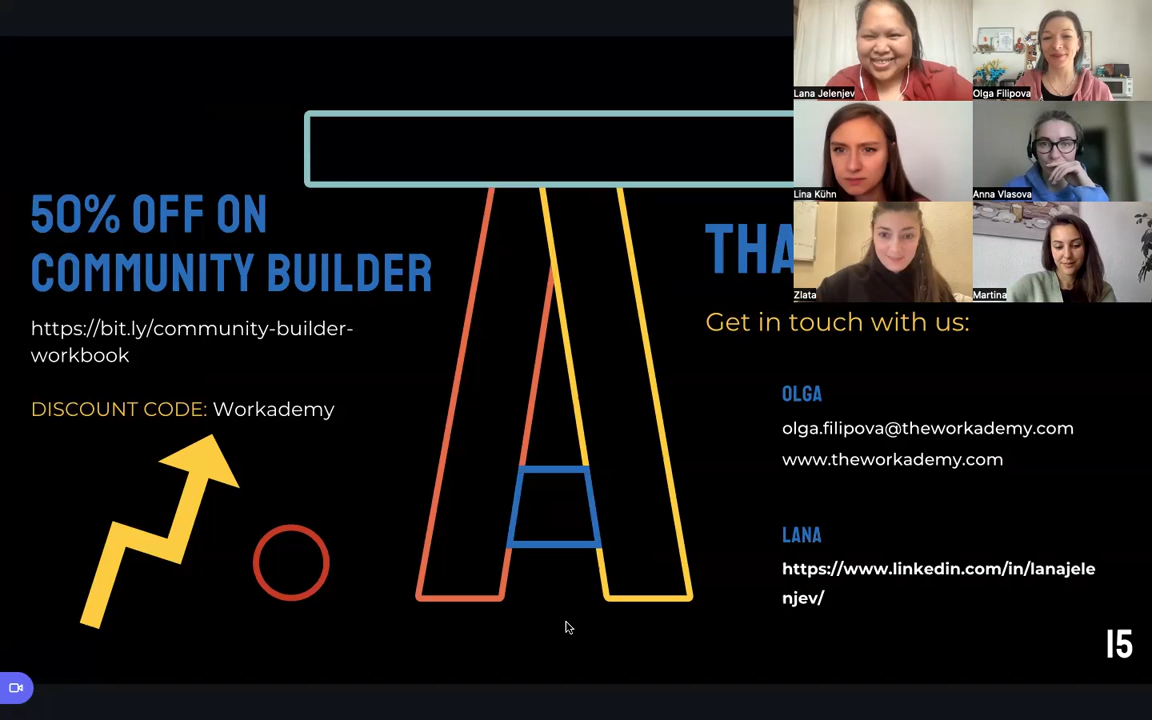 50% OFF ON
COMMUNITY BUILDER
https://bit.ly/community-builder-
workbook
DISCOUNT CODE: Workademy
THA
Get in touch with us:
OLGA
olga.filipova@theworkademy.com
www.theworkademy.com
LANA
https://www.linkedin.com/in/lanajele
njev/
15
Lana Jelenjev
Olga Filipova
Lina Kühn
Anna Vlasova
Zlata
Martina